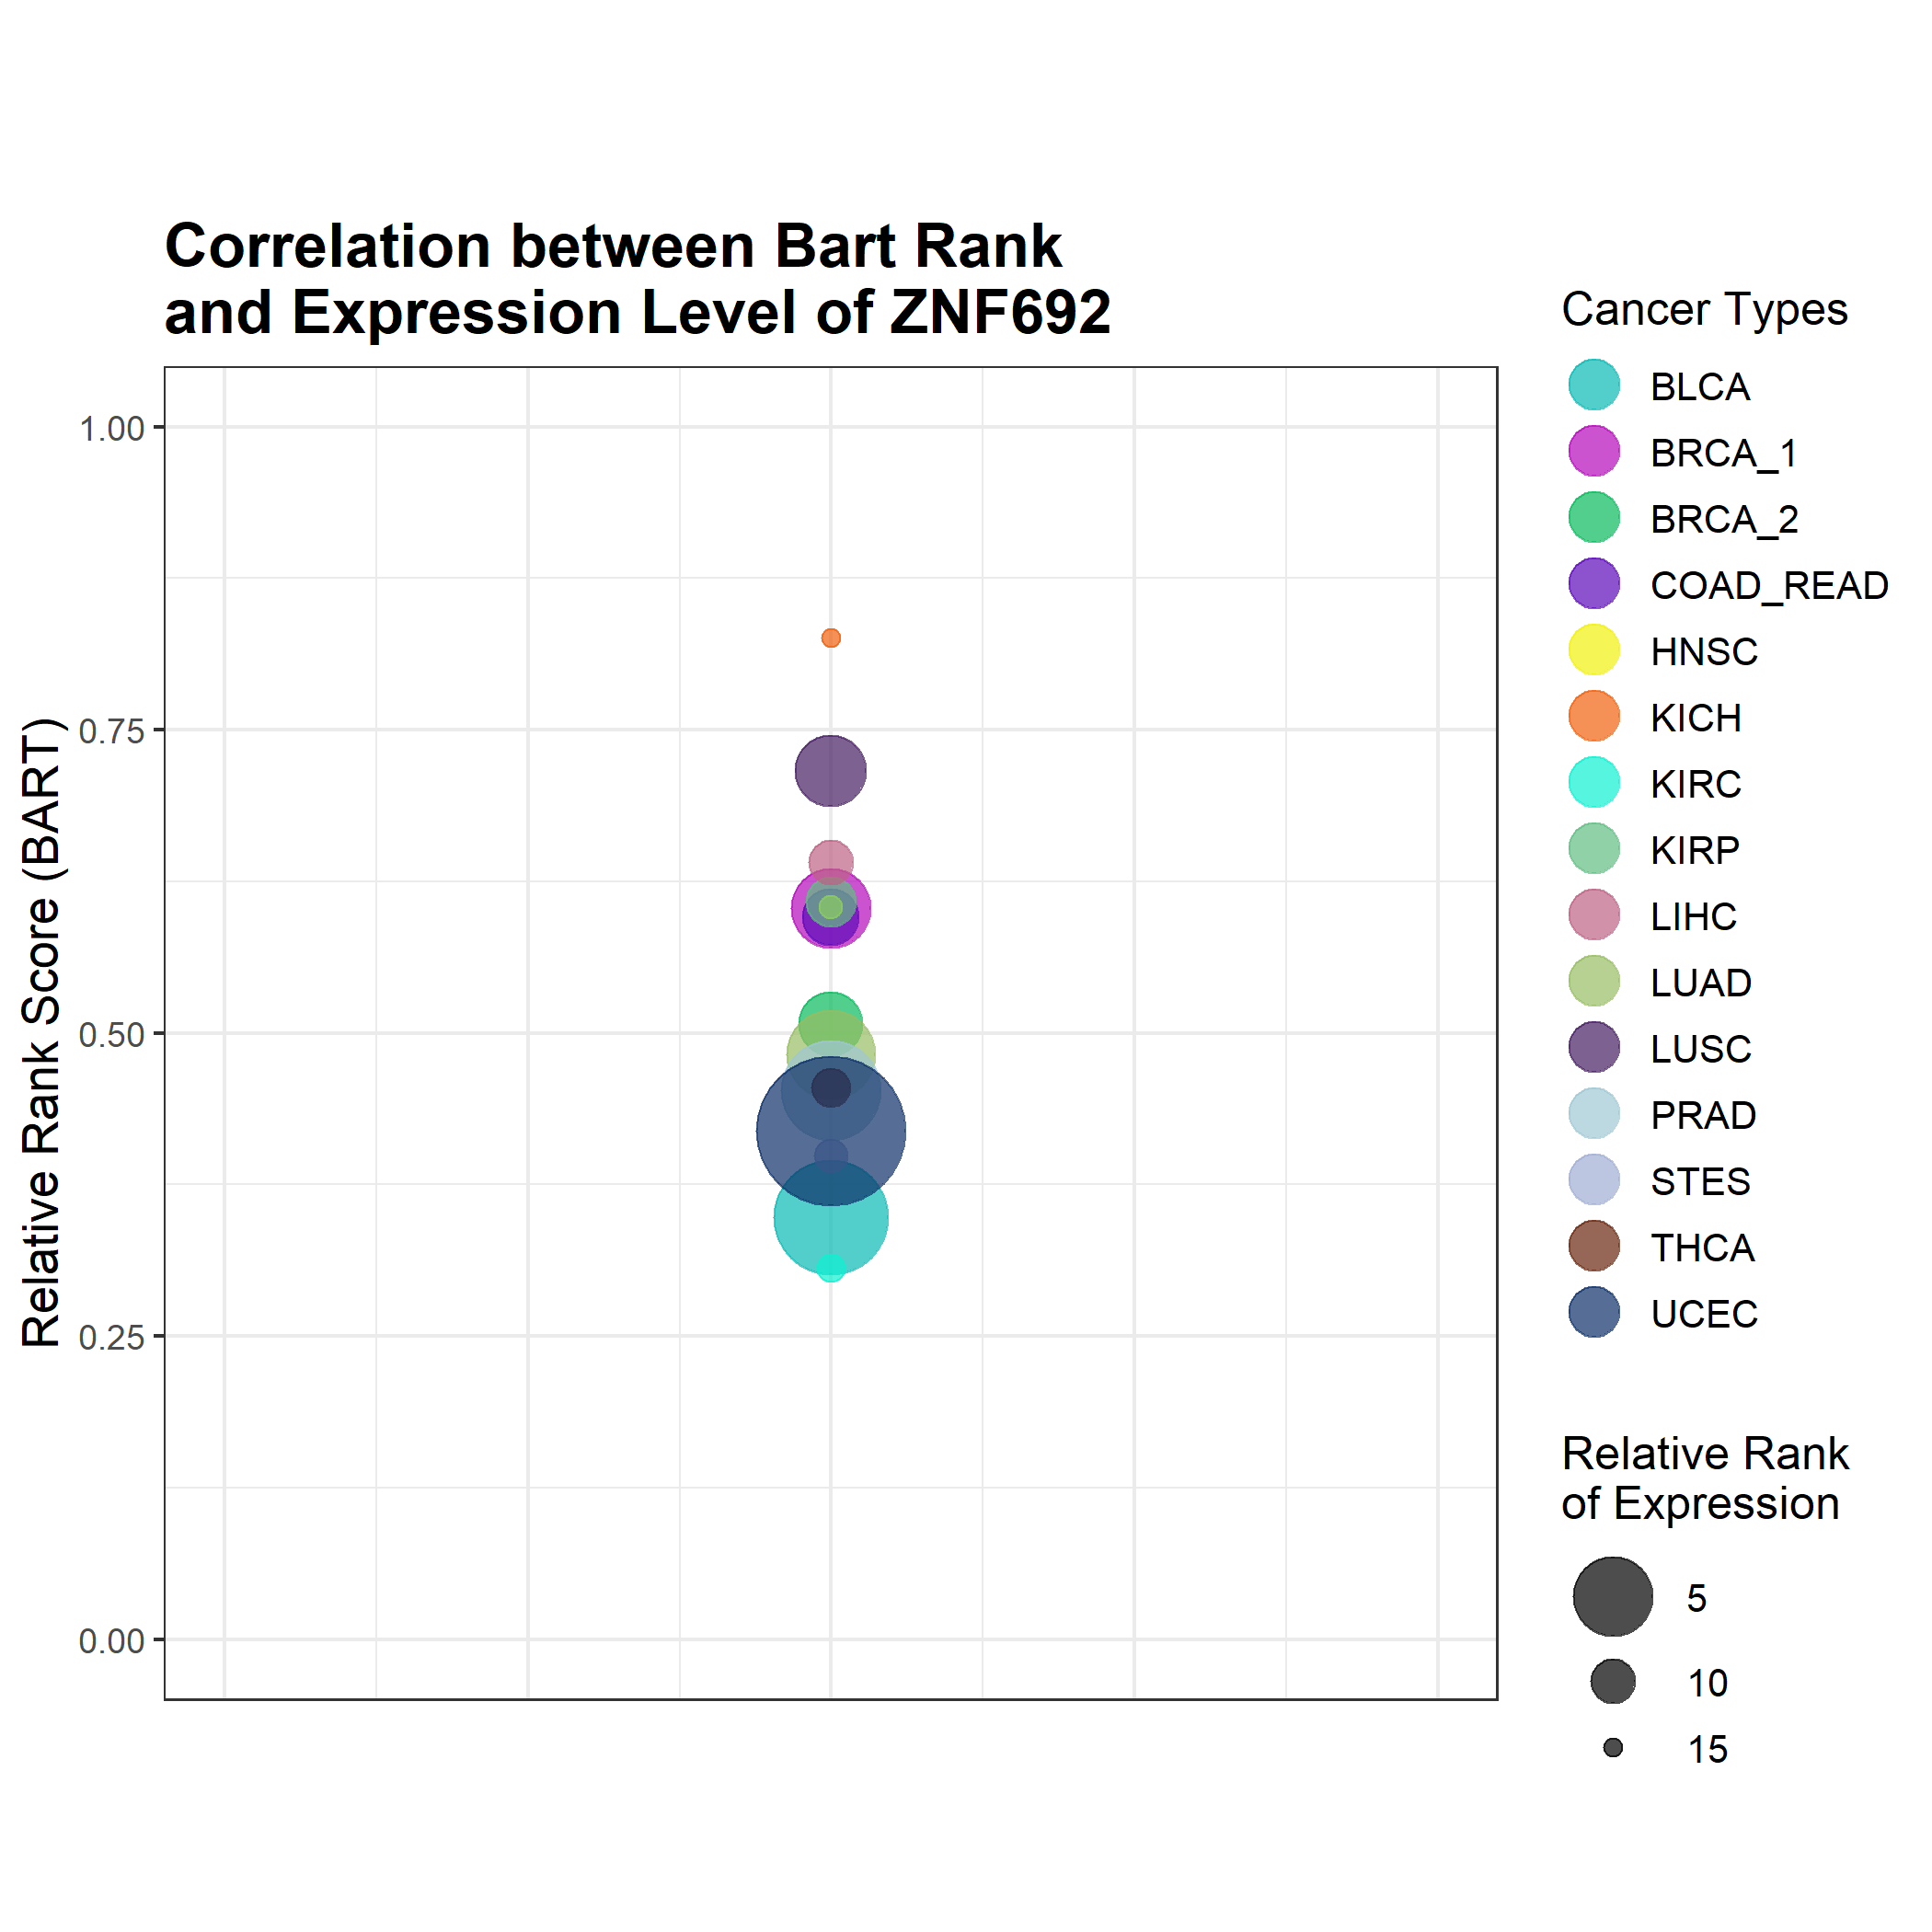 Correlation between Bart Rank
and Expression Level of ZNF692
Relative Rank Score (BART)
1.00
0.75
0.50
0.25
0.00
Cancer Types
BLCA
BRCA_1
BRCA_2
COAD_READ
HNSC
KICH
KIRC
KIRP
LIHC
LUAD
LUSC
PRAD
STES
THCA
UCEC
Relative Rank
of Expression
5
10
15